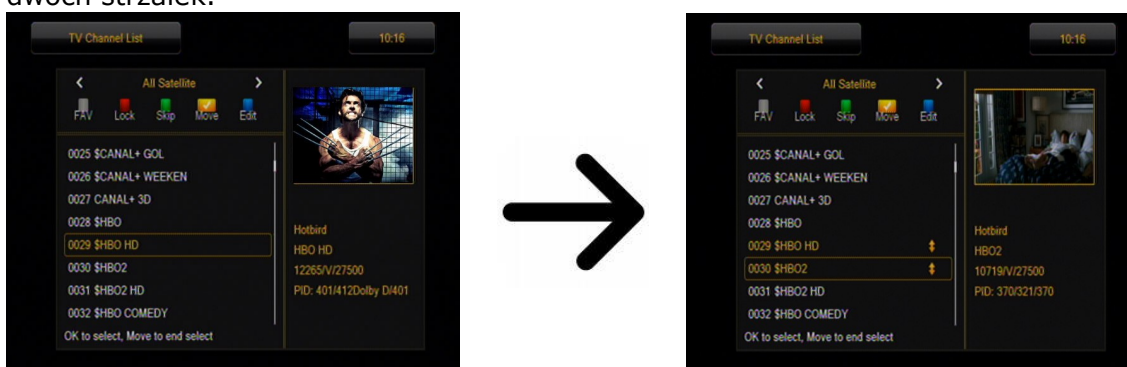 dwóch strzałek.
TV Channel List
10:16
< All Satellite >
FAV Lock Skip Move Edit
0025 $CANAL+ GOL
0026 $CANAL+ WEEKEN
0027 CANAL+ 3D
0028 $HBO
0029 $HBO HD
0030 $HBO2
0031 $HBO2 HD
0032 $HBO COMEDY
OK to select, Move to end select
Hotbird
HBO HD
12265/V/27500
PID: 401/412Dolby D/401
TV Channel List
10:16
< All Satellite >
FAV Lock Skip Move Edit
0025 $CANAL+ GOL
0026 $CANAL+ WEEKEN
0027 CANAL+ 3D
0028 $HBO
0029 $HBO HD
0030 $HBO2
0031 $HBO2 HD
0032 $HBO COMEDY
OK to select, Move to end select
Hotbird
HBO2
10719/V/27500
PID: 370/321/370